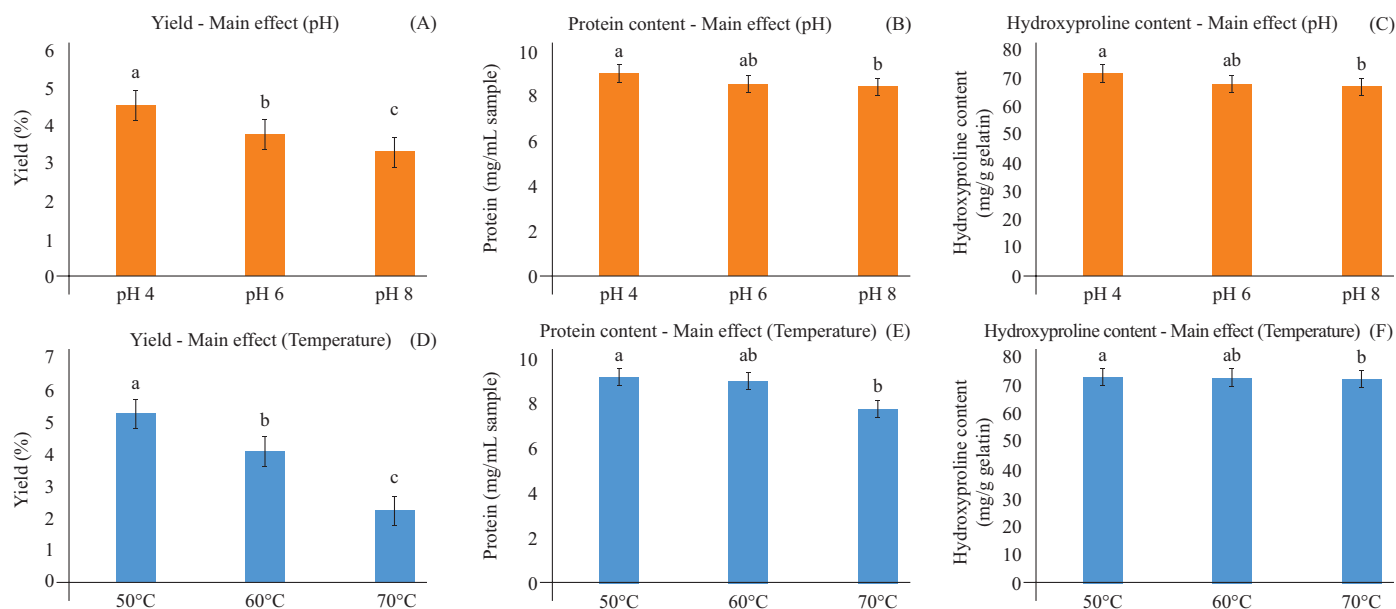 Yield - Main effect (pH) (A)
6
5
4
3
2
1
0
Yield (%)
a
b
c
pH 4 pH 6 pH 8
Protein content - Main effect (pH) (B)
10
8
6
4
2
0
Protein (mg/mL sample)
a
ab
b
pH 4 pH 6 pH 8
Hydroxyproline content - Main effect (pH) (C)
80
70
60
50
40
30
20
10
0
Hydroxyproline content
(mg/g gelatin)
a
ab
b
pH 4 pH 6 pH 8
Yield - Main effect (Temperature) (D)
7
6
5
4
3
2
1
0
Yield (%)
a
b
c
50°C 60°C 70°C
Protein content - Main effect (Temperature) (E)
10
8
6
4
2
0
Protein (mg/mL sample)
a
ab
b
50°C 60°C 70°C
Hydroxyproline content - Main effect (Temperature) (F)
80
70
60
50
40
30
20
10
0
Hydroxyproline content
(mg/g gelatin)
a
ab
b
50°C 60°C 70°C